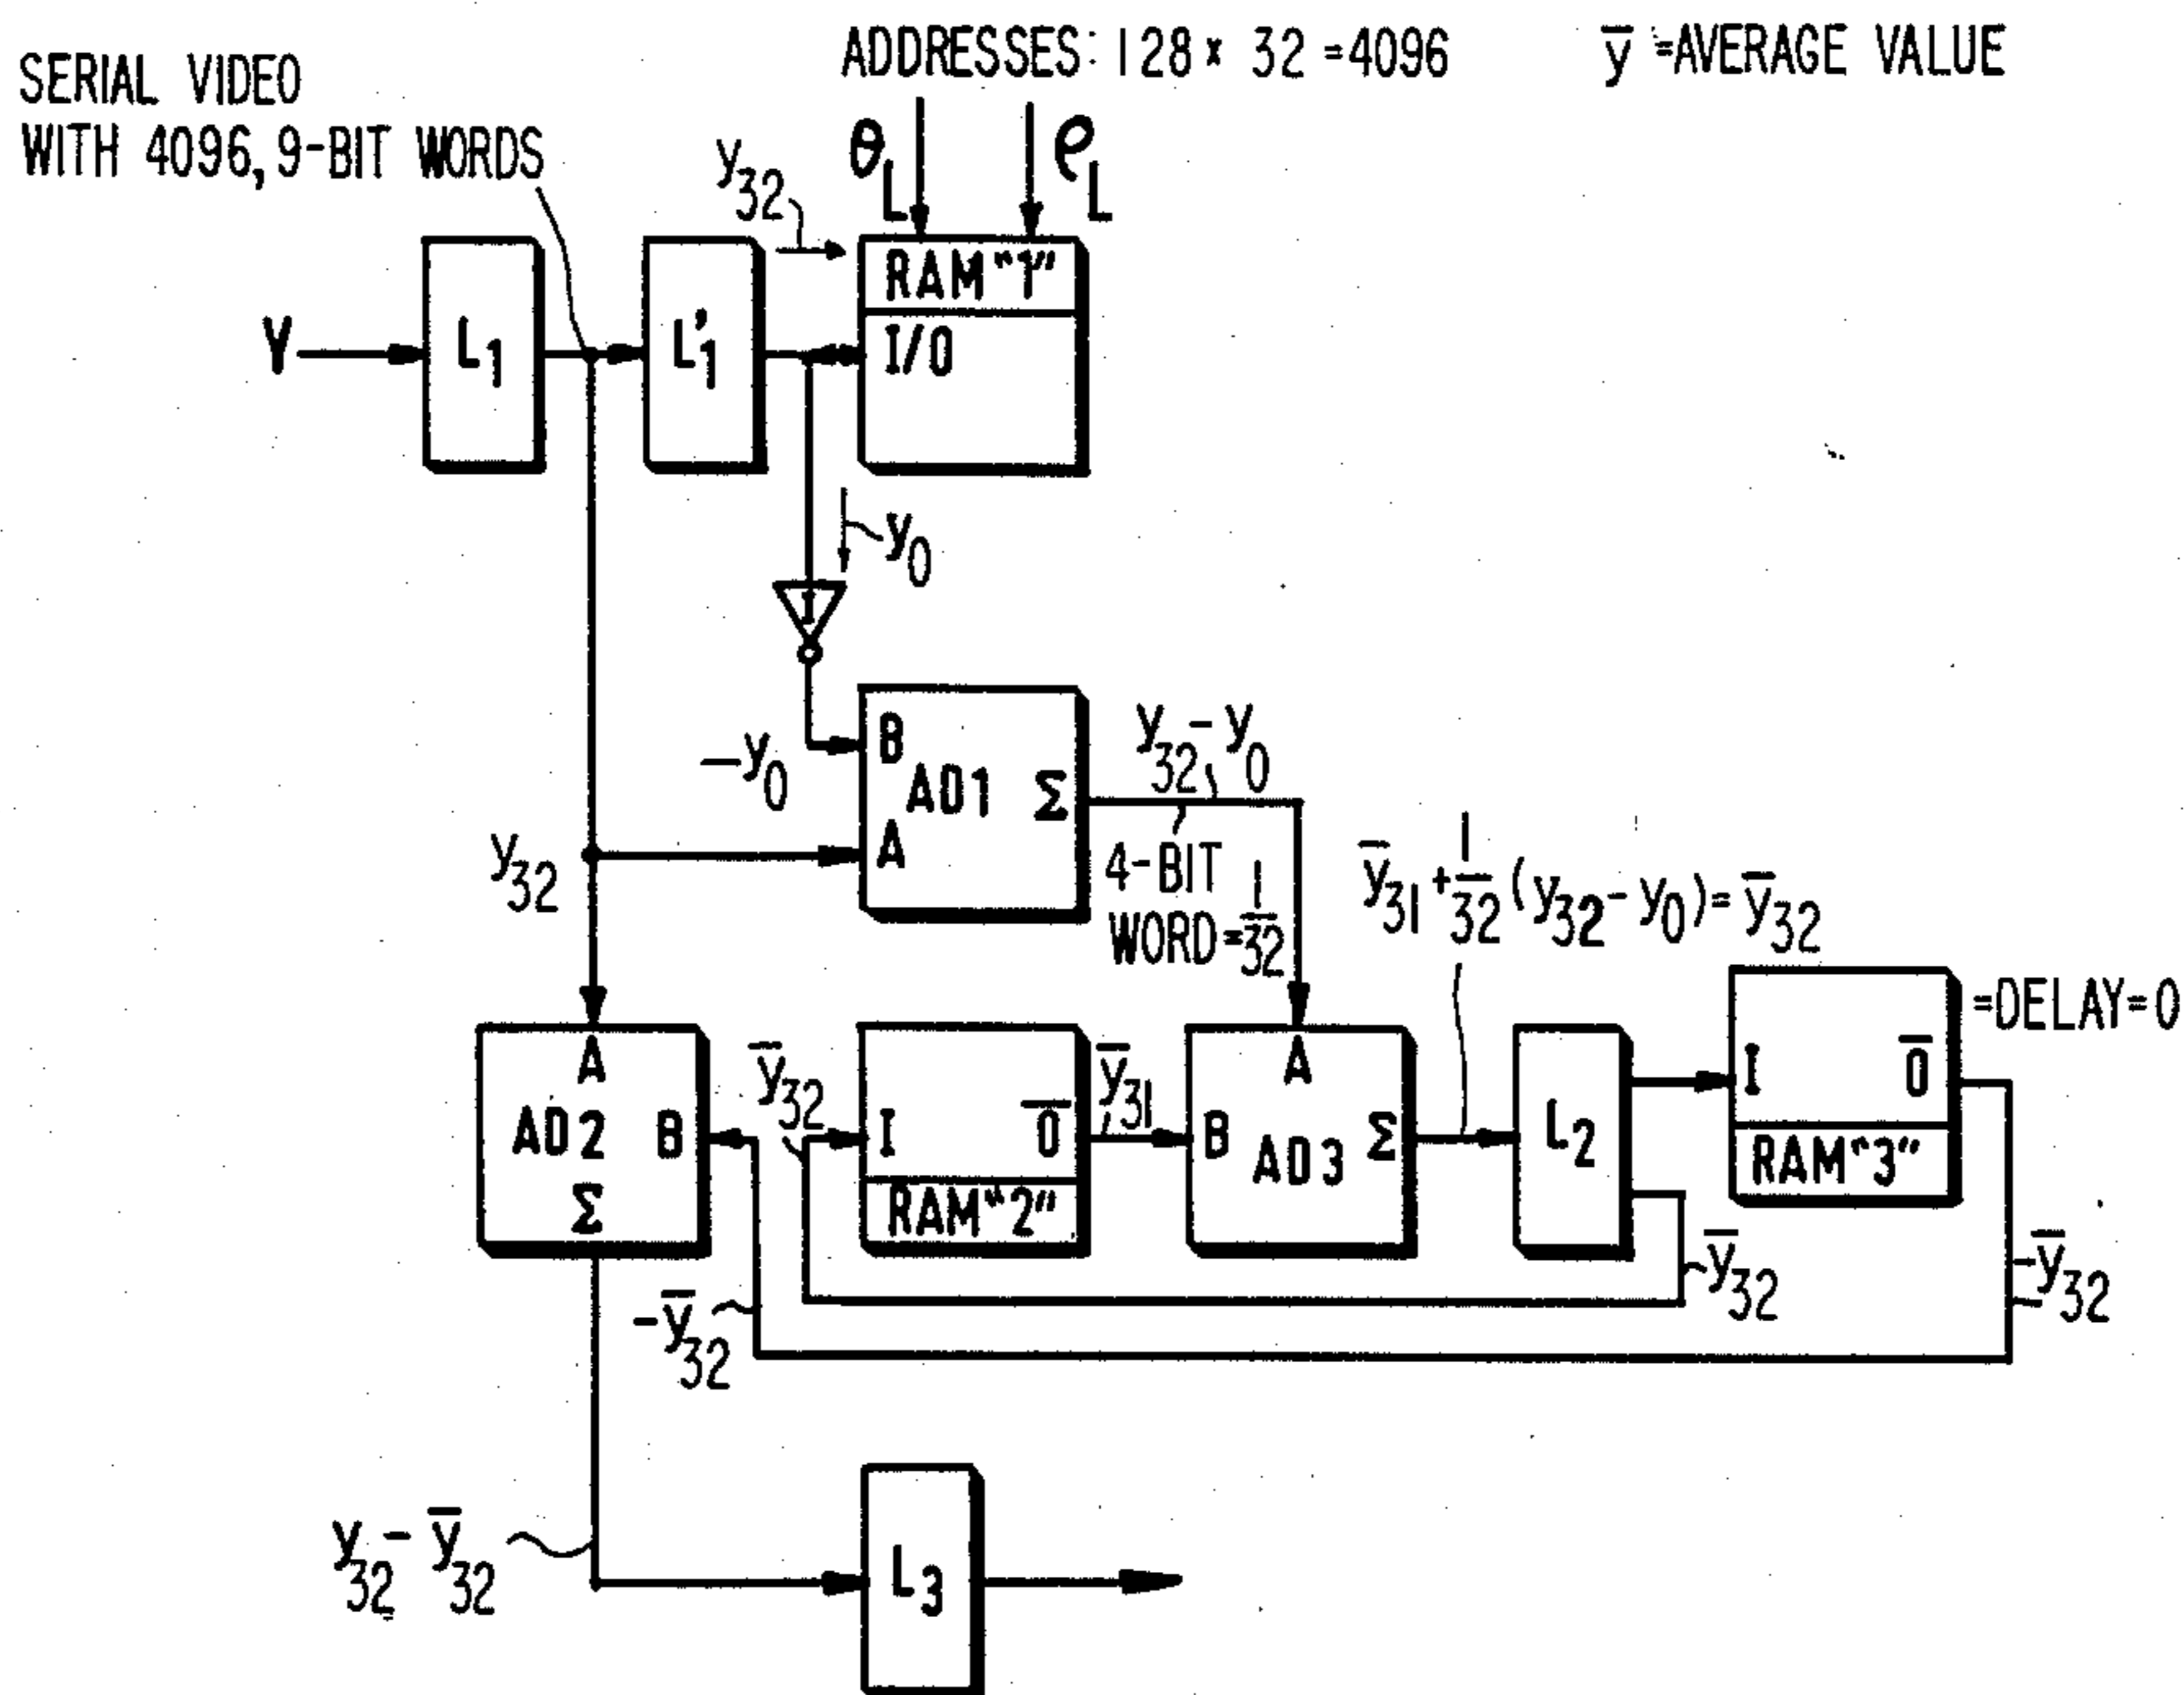 ADDRESSES: 128 x 32 = 4096
ȳ = AVERAGE VALUE
SERIAL VIDEO
WITH 4096, 9-BIT WORDS
y32
θL
ρL
RAM "1"
I/O
Y
L1
L'1
y0
I
-y0
B
AD1
A
Σ
y32 - y0
4-BIT
WORD = 1/32
y32
ȳ31 + 1/32 (y32 - y0) = ȳ32
= DELAY = 0
A
AD2
B
Σ
ȳ32
I
O̅
RAM "2"
ȳ31
A
B
AD3
Σ
L2
I
O̅
RAM "3"
ȳ32
-ȳ32
-ȳ32
y32 - ȳ32
L3